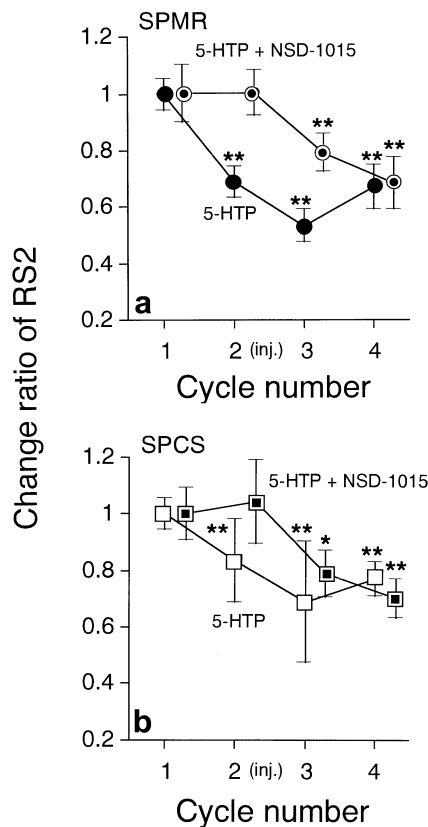 SPMR
1.2
5-HTP + NSD-1015
1
**
**
**
**
0.8
5-HTP
**
0.6
0.4
a
0.2
1 2 (inj.) 3 4
Cycle number
Change ratio of RS2
SPCS
1.2
5-HTP + NSD-1015
1
**
**
*
**
**
0.8
5-HTP
0.6
0.4
b
0.2
1 2 (inj.) 3 4
Cycle number